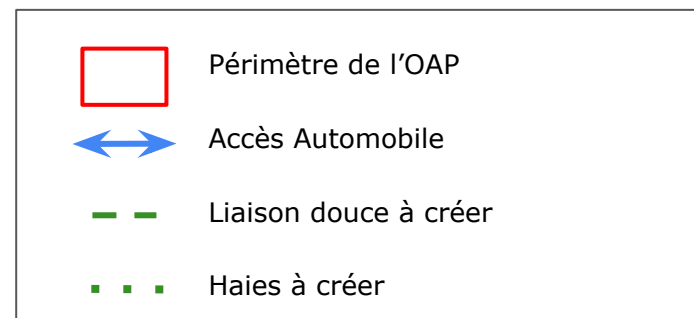 Périmètre de l’OAP
Accès Automobile
Liaison douce à créer
Haies à créer